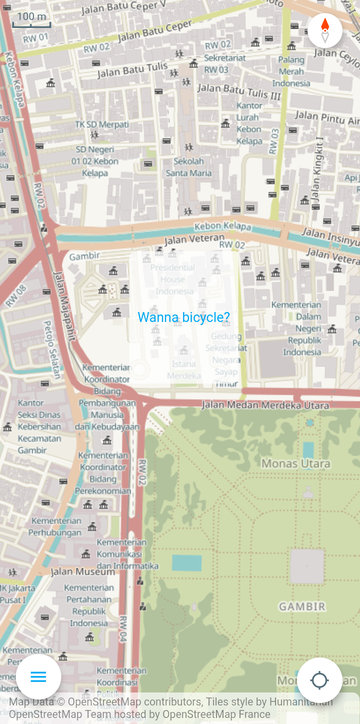 Jalan Batu Ceper V
100 m
RW 02
Jalan Batu Ceper
RW 01
RW 02
Sekretariat
RW 03
Palang
Merah
Indonesia
Jalan Batu Tulis
Jalan Batu Tulis III
Kebon Kelapa
Kantor
Lurah
Kebon
Kelapa
Jalan Pintu Air
TK SD Merpati
SD Negeri
01 02 Kebon
Kelapa
RW 03
Jalan Kingkit I
Sekolah
Santa Maria
RW 02
Kebon Kelapa
Jalan Veteran
RW 02
Gambir
Presidential
House
Indonesia
RW 08
Jalan Majapahit
Wanna bicycle?
Kementerian
Dalam
Negeri
Republik
Indonesia
Petojo Selatan
Gedung
Sekretariat
Negara
Sayap
Timur
Istana
Merdeka
Kementerian
Koordinator
Bidang
Pembangunan
Manusia
dan Kebudayaan
Jalan Medan Merdeka Utara
Kantor
Seksi Dinas
Kebersihan
Kecamatan
Gambir
Kementerian
Koordinator
Bidang
Perekonomian
RW 02
Monas Utara
Kementerian
Perhubungan
Kementerian
Komunikasi
dan Informatika
Jalan Museum
Kementerian
Pertahanan
Republik
Indonesia
GAMBIR
RW 04
Kementerian
Koordinator
Bidang
Map Data © OpenStreetMap contributors, Tiles style by Humanitarian
OpenStreetMap Team hosted by OpenStreetMap France